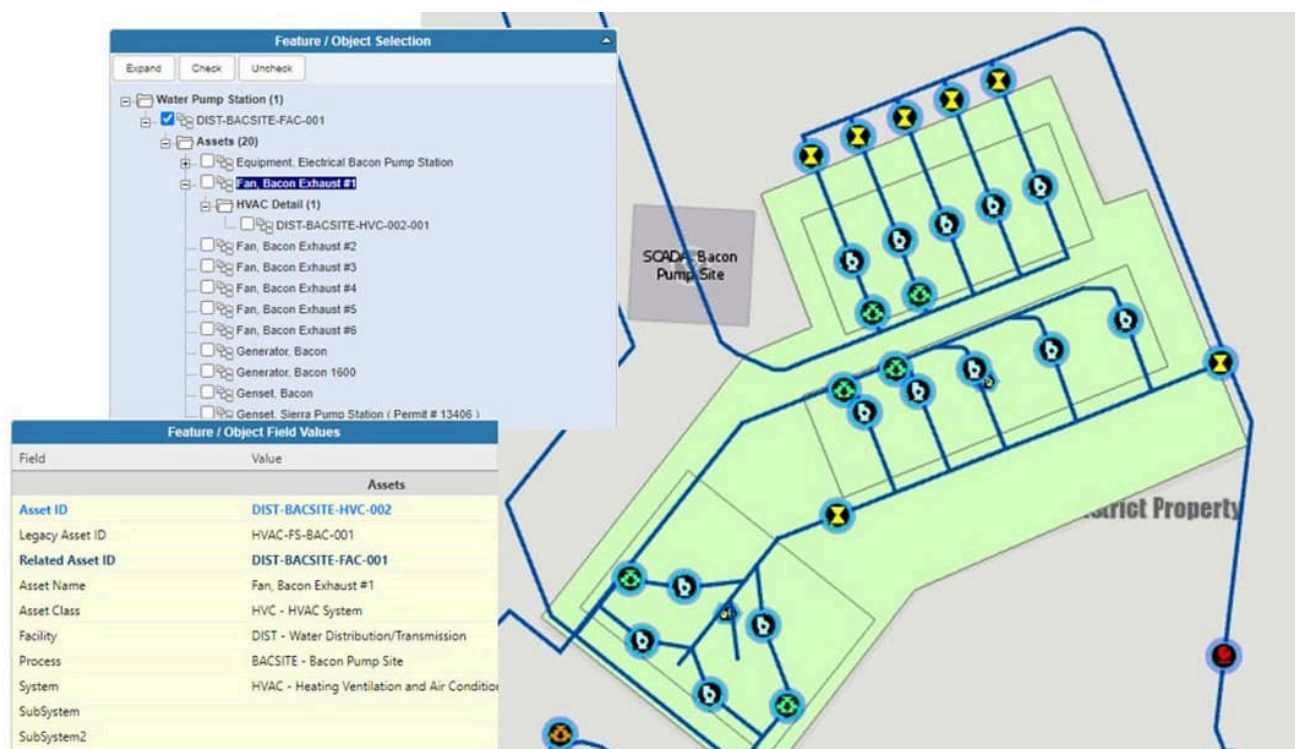 Feature / Object Selection
Expand Check Uncheck
Water Pump Station (1)
DIST-BACSITE-FAC-001
Assets (20)
Equipment, Electrical Bacon Pump Station
Fan, Bacon Exhaust #1
HVAC Detail (1)
DIST-BACSITE-HVC-002-001
Fan, Bacon Exhaust #2
Fan, Bacon Exhaust #3
Fan, Bacon Exhaust #4
Fan, Bacon Exhaust #5
Fan, Bacon Exhaust #6
Generator, Bacon
Generator, Bacon 1600
Genset, Bacon
Genset, Sierra Pump Station ( Permit # 13406 )
Feature / Object Field Values
Field Value
Assets
Asset ID DIST-BACSITE-HVC-002
Legacy Asset ID HVAC-FS-BAC-001
Related Asset ID DIST-BACSITE-FAC-001
Asset Name Fan, Bacon Exhaust #1
Asset Class HVC - HVAC System
Facility DIST - Water Distribution/Transmission
Process BACSITE - Bacon Pump Site
System HVAC - Heating Ventilation and Air Conditio
SubSystem
SubSystem2
SCADA, Bacon
Pump Site
strict Property